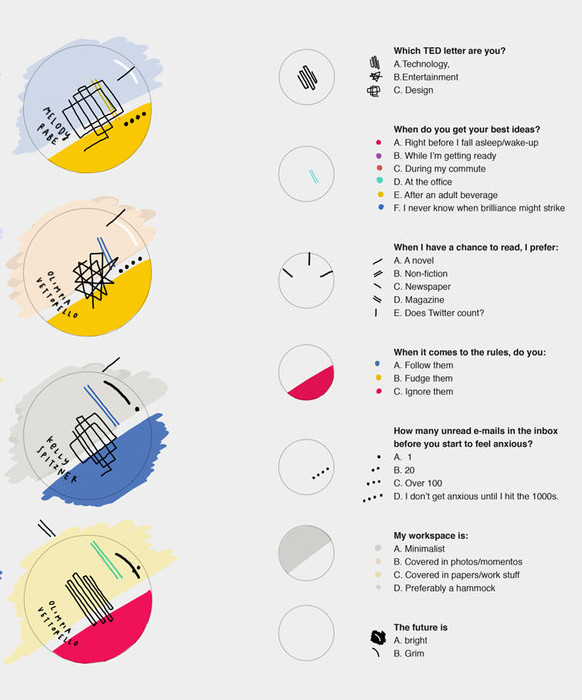 MELODY
BABE
OLIMPIA
VETTORELLO
KELLY
SPITZNER
OLIMPIA
VETTORELLO
Which TED letter are you?
A.Technology,
B.Entertainment
C. Design
When do you get your best ideas?
A. Right before I fall asleep/wake-up
B. While I'm getting ready
C. During my commute
D. At the office
E. After an adult beverage
F. I never know when brilliance might strike
When I have a chance to read, I prefer:
A. A novel
B. Non-fiction
C. Newspaper
D. Magazine
E. Does Twitter count?
When it comes to the rules, do you:
A. Follow them
B. Fudge them
C. Ignore them
How many unread e-mails in the inbox
before you start to feel anxious?
A. 1
B. 20
C. Over 100
D. I don't get anxious until I hit the 1000s.
My workspace is:
A. Minimalist
B. Covered in photos/momentos
C. Covered in papers/work stuff
D. Preferably a hammock
The future is
A. bright
B. Grim